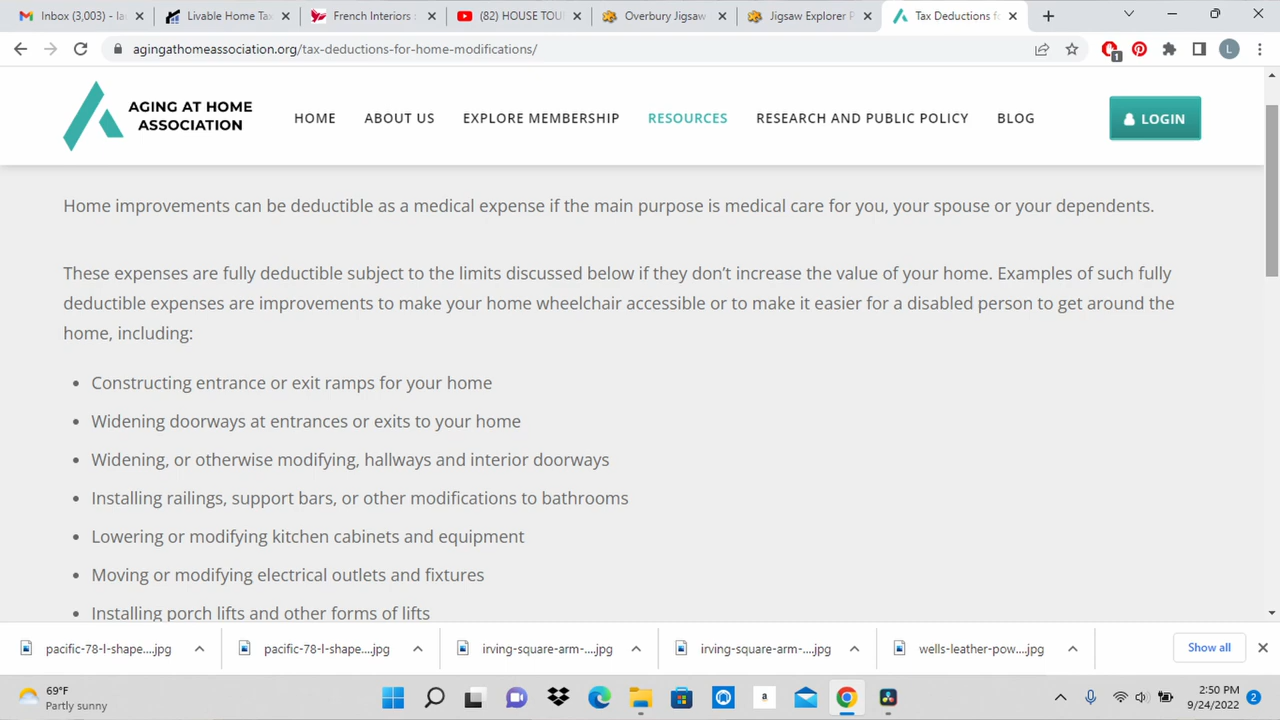 Inbox (3,003) - la
Livable Home Tax
French Interiors
(82) HOUSE TOU
Overbury Jigsaw
Jigsaw Explorer P
Tax Deductions fo
agingathomeassociation.org/tax-deductions-for-home-modifications/
1
L
AGING AT HOME
ASSOCIATION
HOME ABOUT US EXPLORE MEMBERSHIP RESOURCES RESEARCH AND PUBLIC POLICY BLOG
LOGIN
Home improvements can be deductible as a medical expense if the main purpose is medical care for you, your spouse or your dependents.
These expenses are fully deductible subject to the limits discussed below if they don’t increase the value of your home. Examples of such fully
deductible expenses are improvements to make your home wheelchair accessible or to make it easier for a disabled person to get around the
home, including:
• Constructing entrance or exit ramps for your home
• Widening doorways at entrances or exits to your home
• Widening, or otherwise modifying, hallways and interior doorways
• Installing railings, support bars, or other modifications to bathrooms
• Lowering or modifying kitchen cabinets and equipment
• Moving or modifying electrical outlets and fixtures
• Installing porch lifts and other forms of lifts
pacific-78-l-shape....jpg
pacific-78-l-shape....jpg
irving-square-arm-....jpg
irving-square-arm-....jpg
wells-leather-pow....jpg
Show all
69°F
Partly sunny
a
2:50 PM
9/24/2022
2